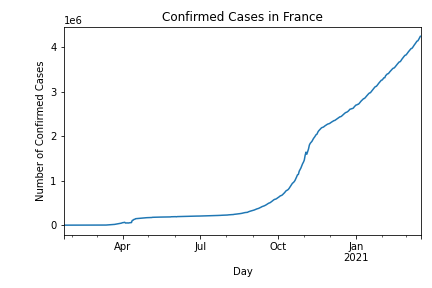 Confirmed Cases in France
1e6
4
3
2
1
0
Number of Confirmed Cases
Apr Jul Oct Jan
2021
Day